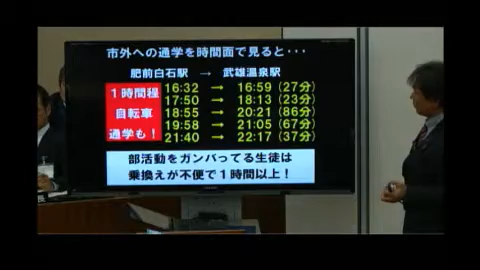 市外への通学を時間面で見ると・・・
肥前白石駅 → 武雄温泉駅
1時間程
自転車
通学も!
16:32 → 16:59(27分)
17:50 → 18:13(23分)
18:55 → 20:21(86分)
19:58 → 21:05(67分)
21:40 → 22:17(37分)
部活動をガンバってる生徒は
乗換えが不便で1時間以上!